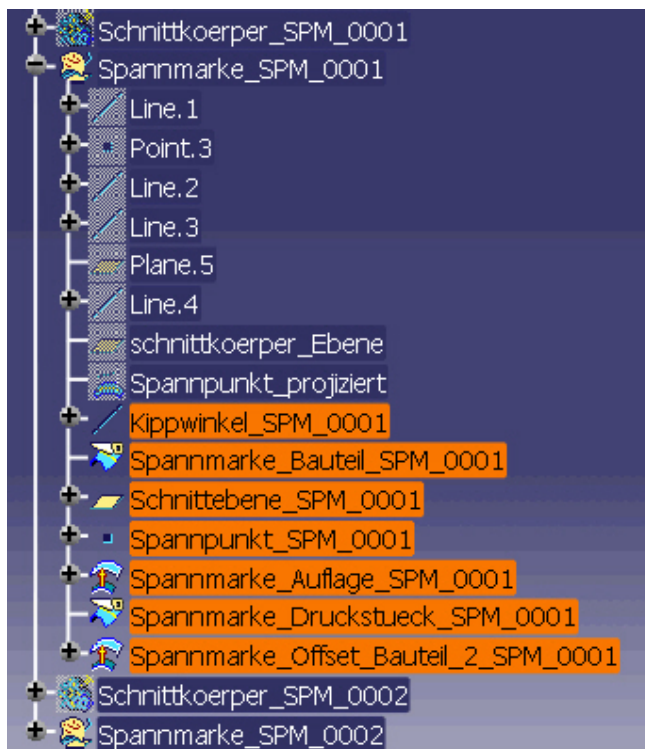 Schnittkoerper_SPM_0001
Spannmarke_SPM_0001
Line.1
Point.3
Line.2
Line.3
Plane.5
Line.4
schnittkoerper_Ebene
Spannpunkt_projiziert
Kippwinkel_SPM_0001
Spannmarke_Bauteil_SPM_0001
Schnittebene_SPM_0001
Spannpunkt_SPM_0001
Spannmarke_Auflage_SPM_0001
Spannmarke_Druckstueck_SPM_0001
Spannmarke_Offset_Bauteil_2_SPM_0001
Schnittkoerper_SPM_0002
Spannmarke_SPM_0002